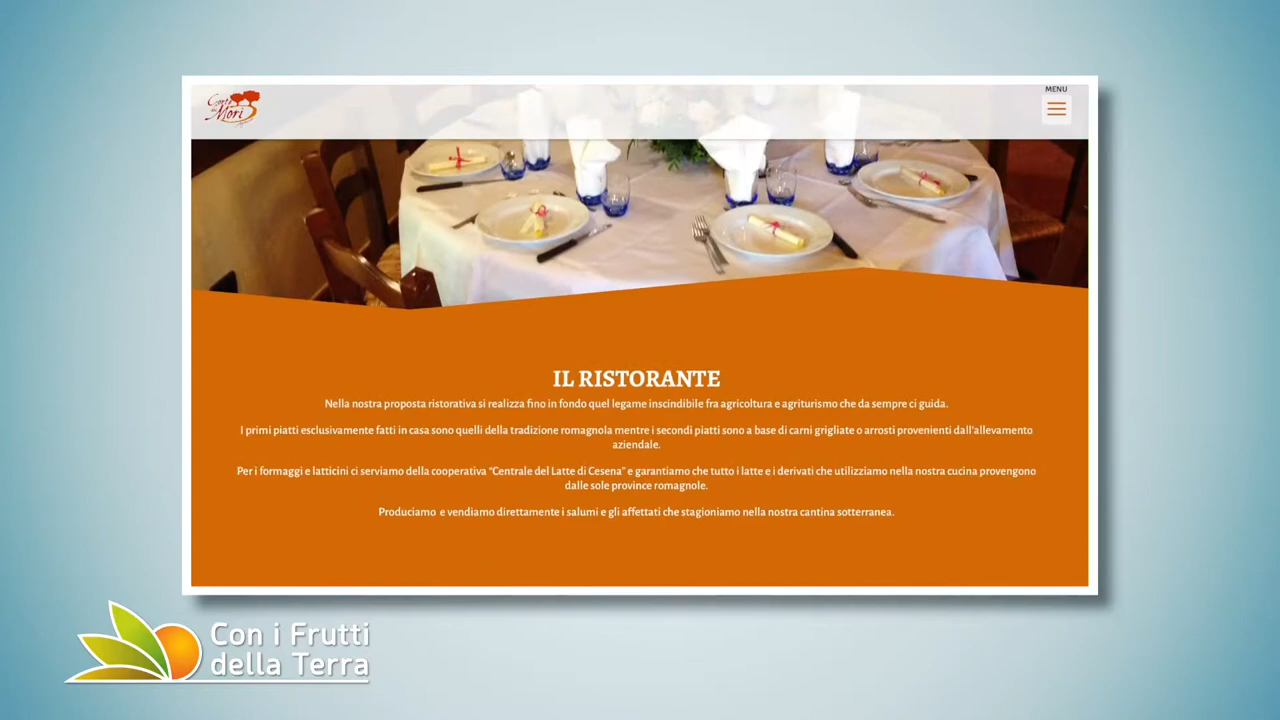 Corte
dei
Mori
MENU
IL RISTORANTE
Nella nostra proposta ristorativa si realizza fino in fondo quel legame inscindibile fra agricoltura e agriturismo che da sempre ci guida.
I primi piatti esclusivamente fatti in casa sono quelli della tradizione romagnola mentre i secondi piatti sono a base di carni grigliate o arrosti provenienti dall'allevamento
aziendale.
Per i formaggi e latticini ci serviamo della cooperativa "Centrale del Latte di Cesena" e garantiamo che tutto i latte e i derivati che utilizziamo nella nostra cucina provengono
dalle sole province romagnole.
Produciamo e vendiamo direttamente i salumi e gli affettati che stagioniamo nella nostra cantina sotterranea.
Con i Frutti
della Terra